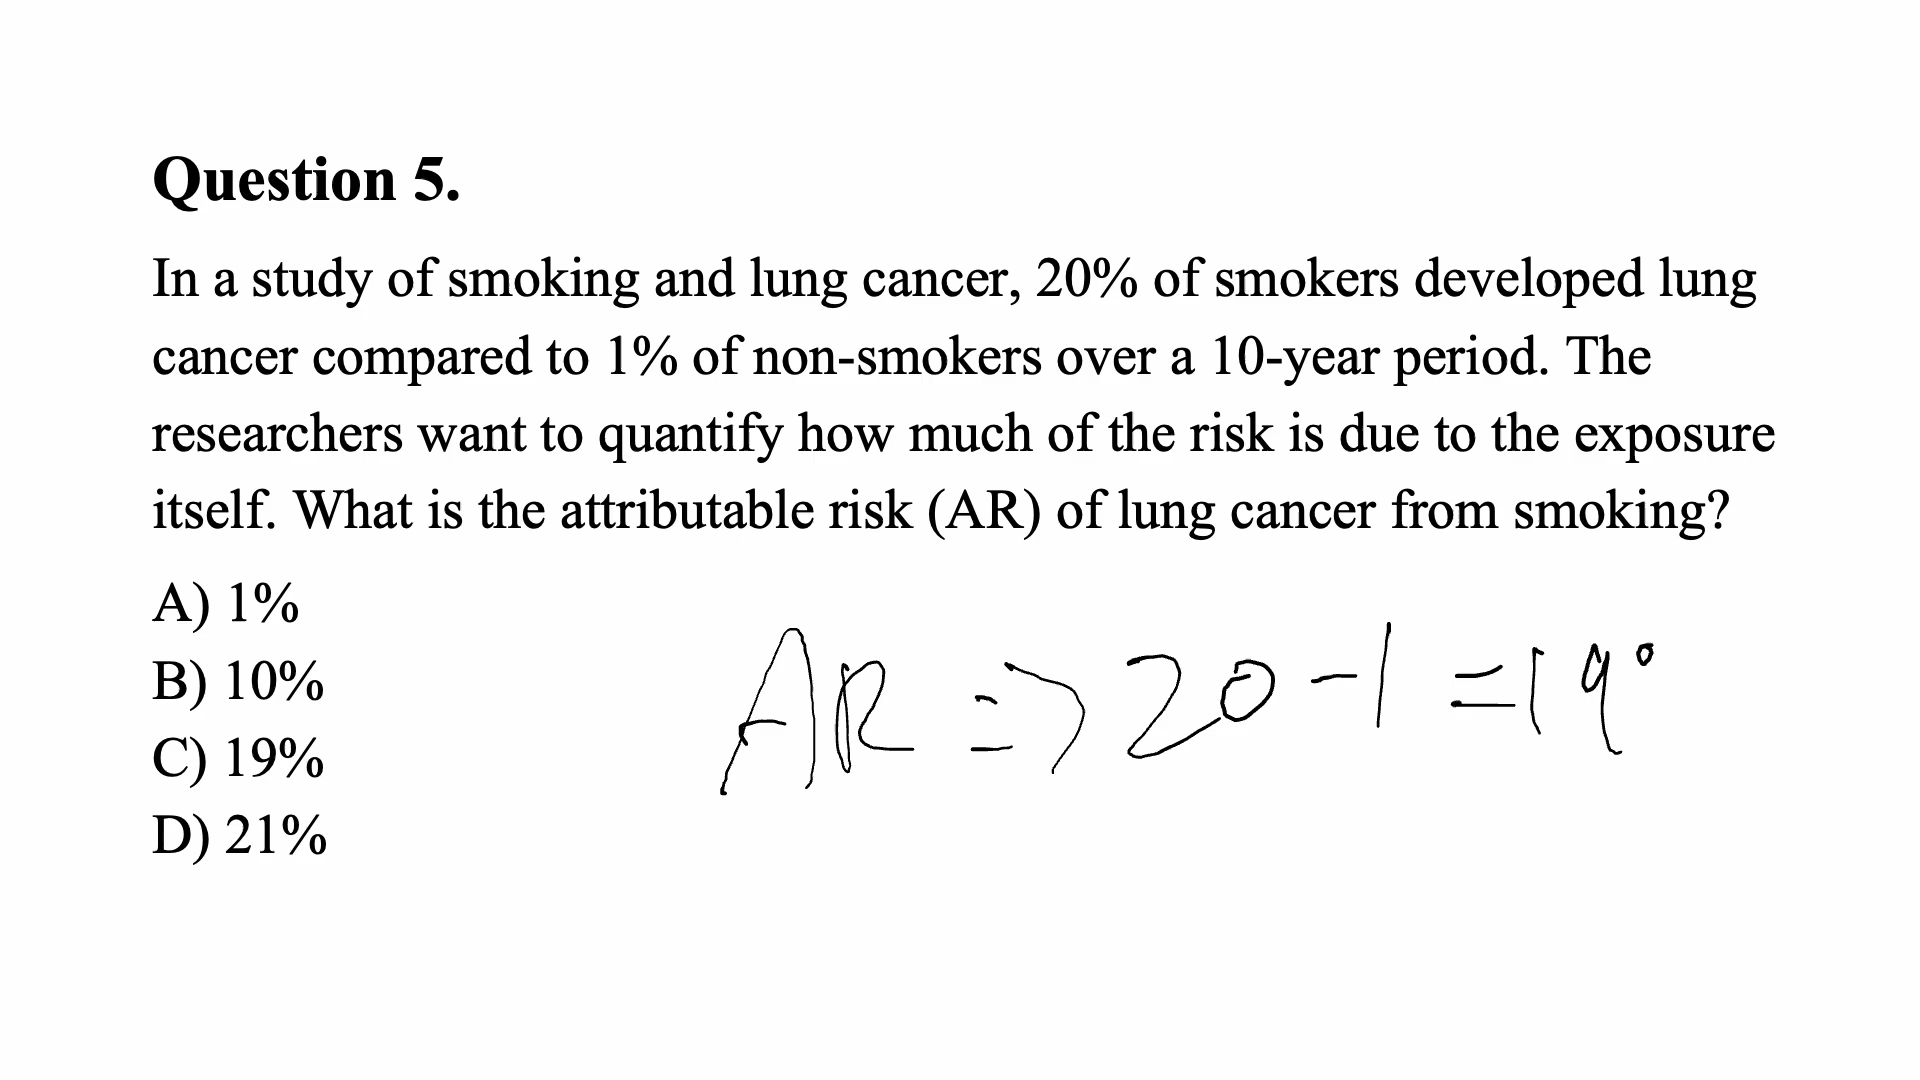 Question 5.
In a study of smoking and lung cancer, 20% of smokers developed lung
cancer compared to 1% of non-smokers over a 10-year period. The
researchers want to quantify how much of the risk is due to the exposure
itself. What is the attributable risk (AR) of lung cancer from smoking?
A) 1%
B) 10%
C) 19%
D) 21%
AR => 20 - 1 = 19°